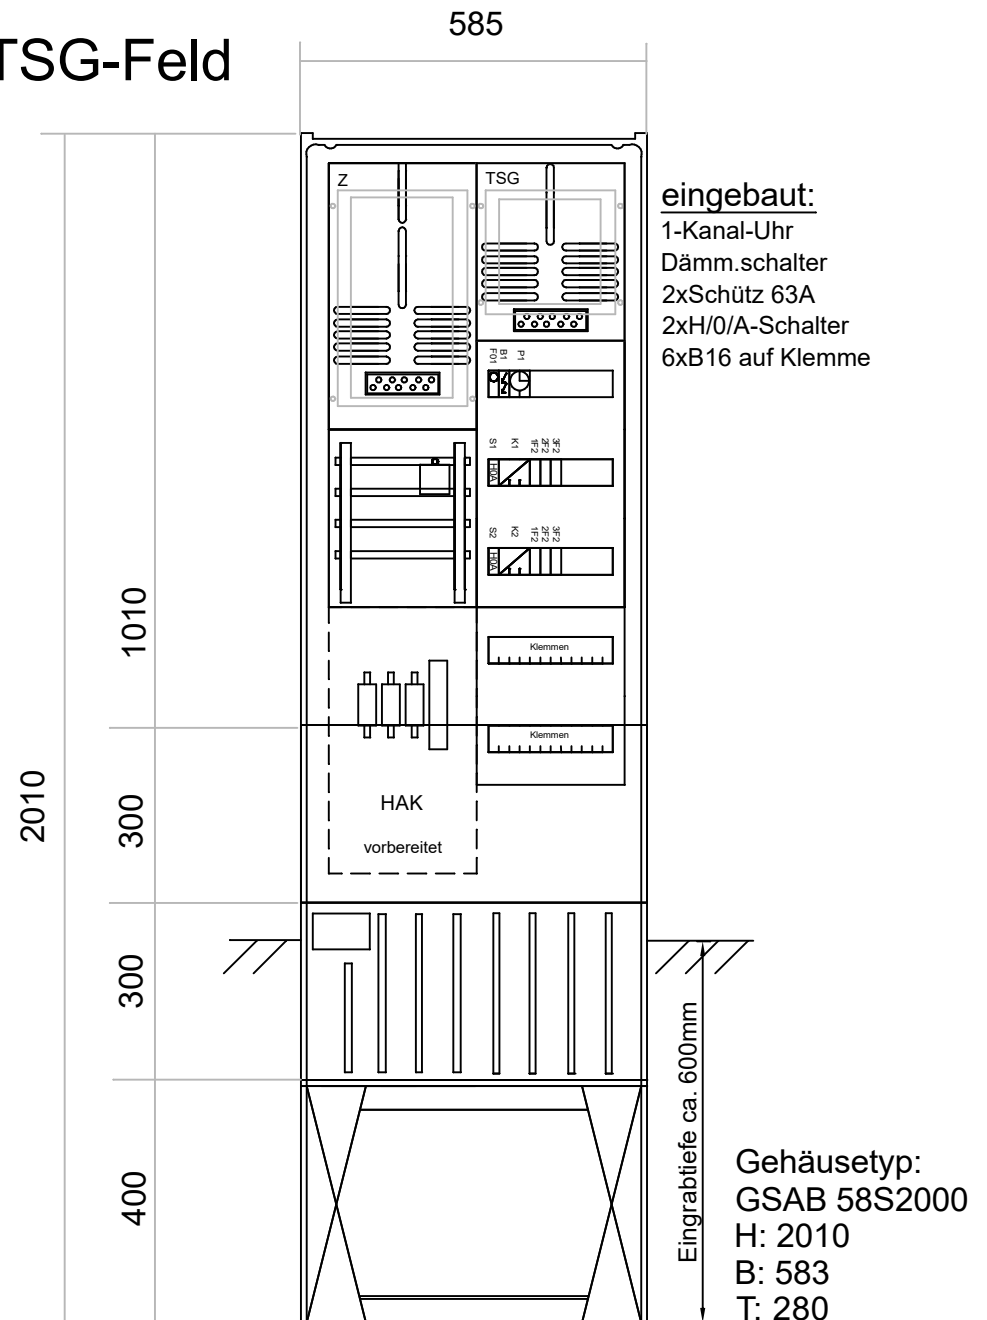 585
TSG-Feld
Z
TSG
eingebaut:
1-Kanal-Uhr
Dämm.schalter
2xSchütz 63A
2xH/0/A-Schalter
6xB16 auf Klemme
F01 B1 P1
S1 K1 1F2 2F2 3F2
H0A
S2 K2 1F2 2F2 3F2
H0A
1010
Klemmen
Klemmen
2010
300
HAK
vorbereitet
300
Eingrabtiefe ca. 600mm
400
Gehäusetyp:
GSAB 58S2000
H: 2010
B: 583
T: 280